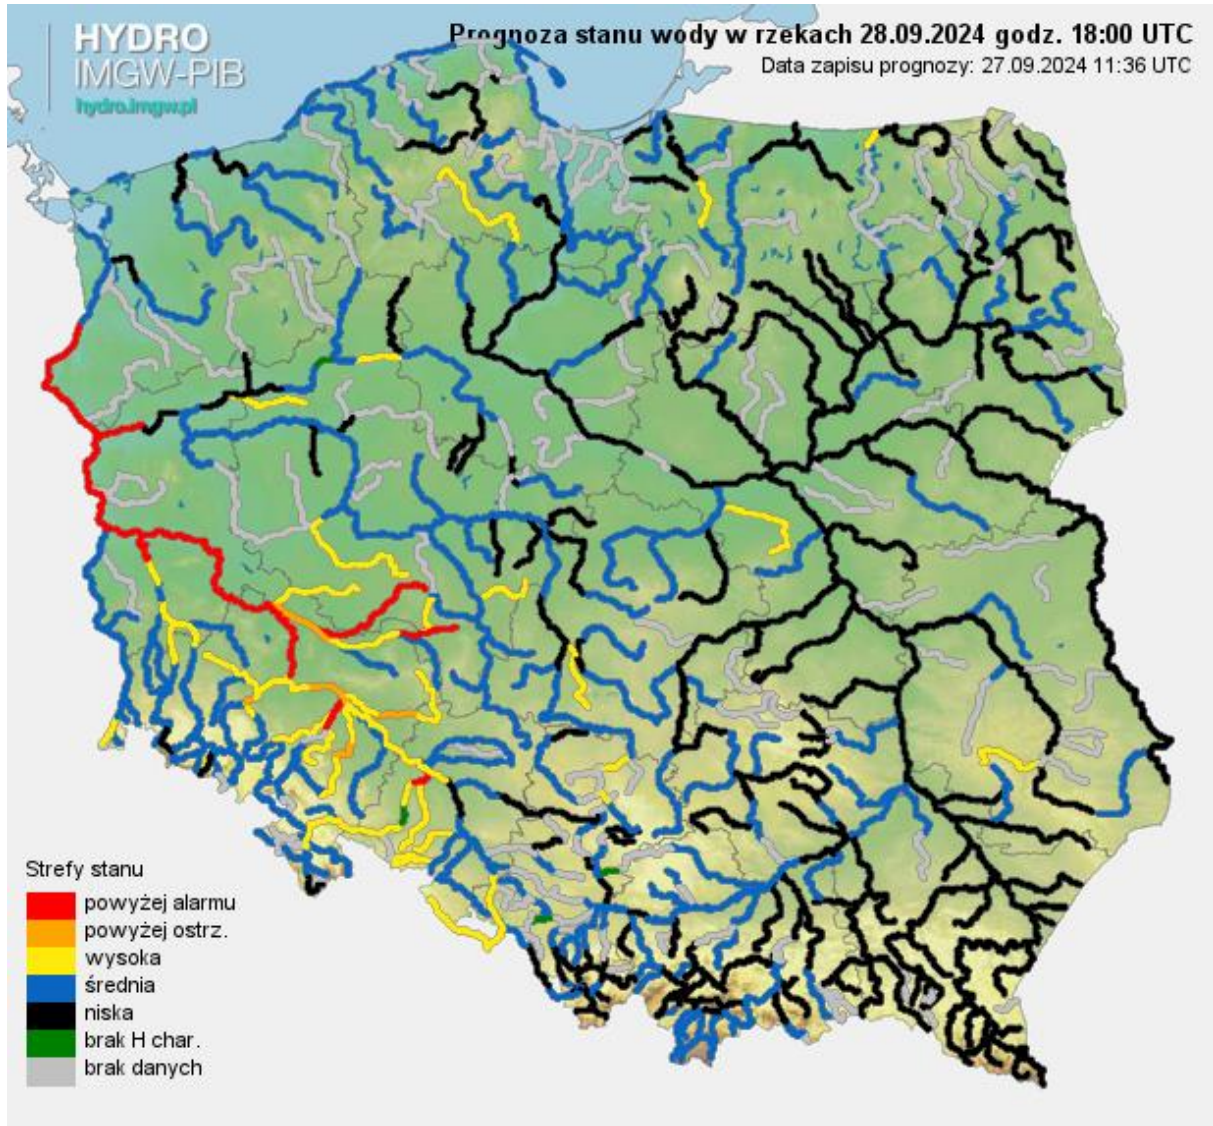 HYDRO
IMGW-PIB
hydro.imgw.pl
Prognoza stanu wody w rzekach 28.09.2024 godz. 18:00 UTC
Data zapisu prognozy: 27.09.2024 11:36 UTC
Strefy stanu
powyżej alarmu
powyżej ostrz.
wysoka
średnia
niska
brak H char.
brak danych